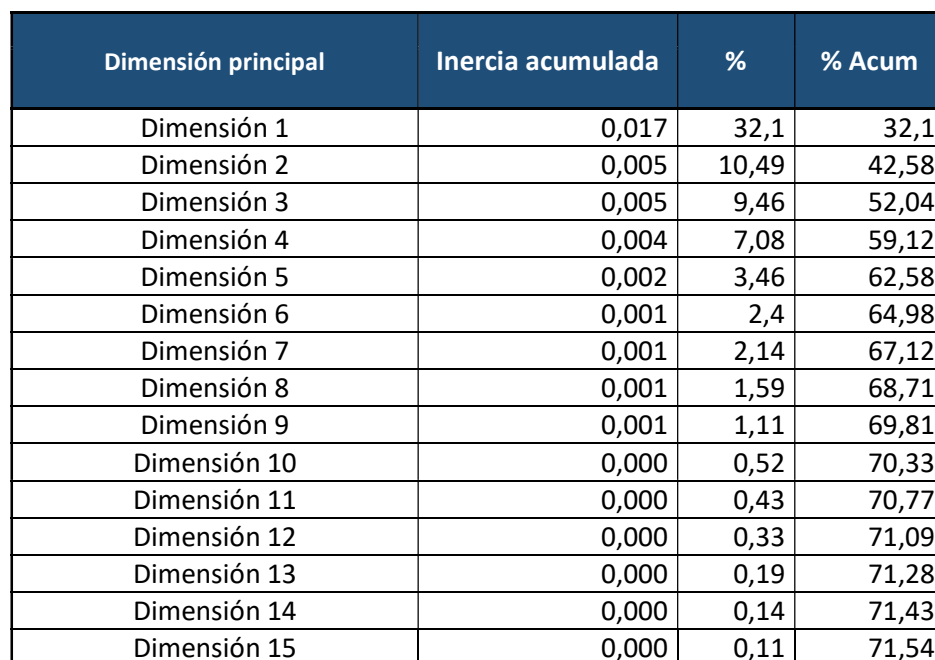 Dimensión principal Inercia acumulada % % Acum
Dimensión 1 0,017 32,1 32,1
Dimensión 2 0,005 10,49 42,58
Dimensión 3 0,005 9,46 52,04
Dimensión 4 0,004 7,08 59,12
Dimensión 5 0,002 3,46 62,58
Dimensión 6 0,001 2,4 64,98
Dimensión 7 0,001 2,14 67,12
Dimensión 8 0,001 1,59 68,71
Dimensión 9 0,001 1,11 69,81
Dimensión 10 0,000 0,52 70,33
Dimensión 11 0,000 0,43 70,77
Dimensión 12 0,000 0,33 71,09
Dimensión 13 0,000 0,19 71,28
Dimensión 14 0,000 0,14 71,43
Dimensión 15 0,000 0,11 71,54